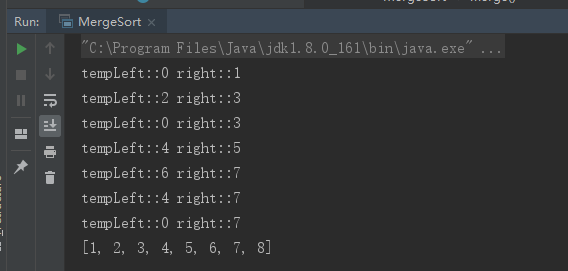 Run: MergeSort ×
"C:\Program Files\Java\jdk1.8.0_161\bin\java.exe" ...
tempLeft::0 right::1
tempLeft::2 right::3
tempLeft::0 right::3
tempLeft::4 right::5
tempLeft::6 right::7
tempLeft::4 right::7
tempLeft::0 right::7
[1, 2, 3, 4, 5, 6, 7, 8]